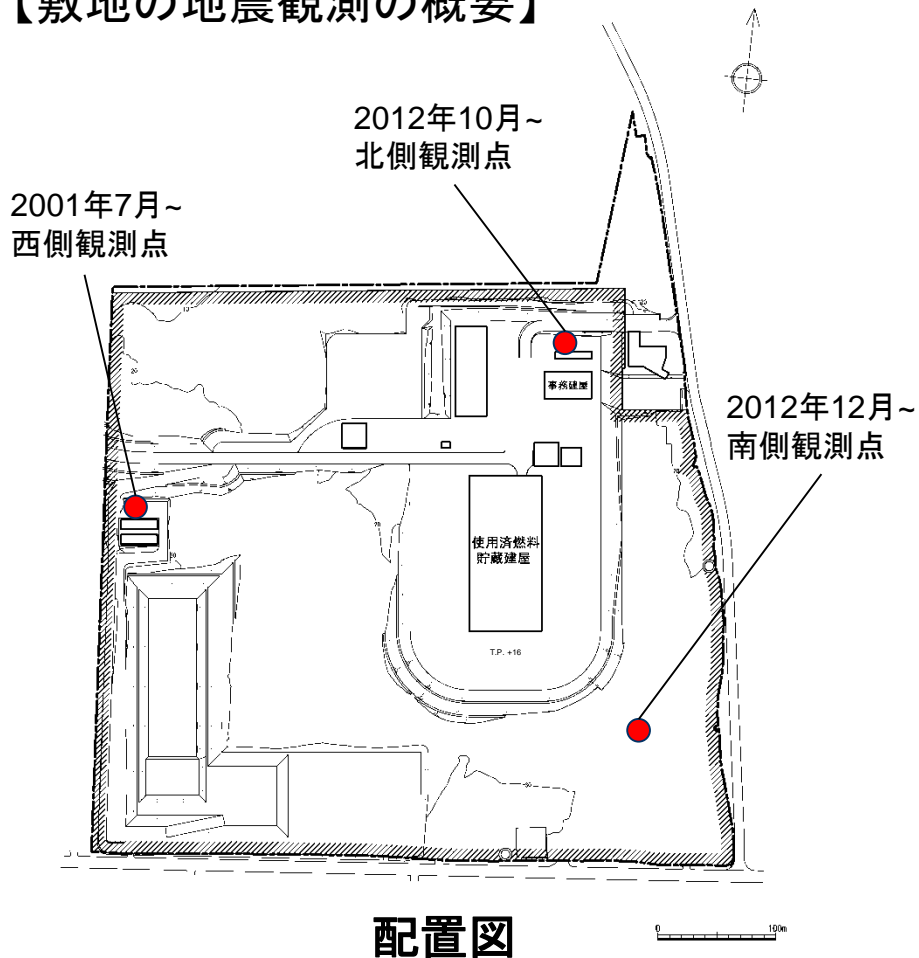 【敷地の地震観測の概要】
2012年10月~
北側観測点
2001年7月~
西側観測点
事務建屋
2012年12月~
南側観測点
使用済燃料
貯蔵建屋
T.P. +16
配置図
0 100m